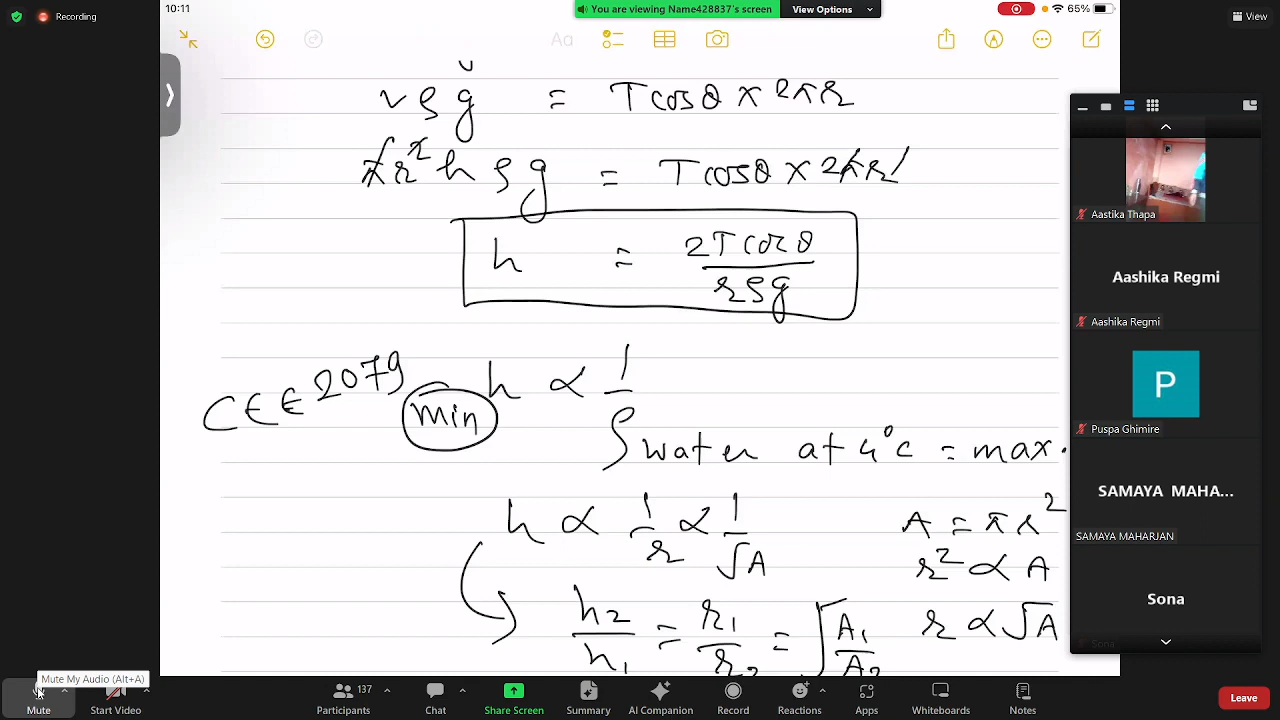 10:11
Recording
You are viewing Name428837's screen
View Options
65%
View
Aa
vρg = Tcosθ × 2πr
πr²hρg = Tcosθ × 2πr
h = 2Tcosθ / rρg
CEE 2079
min h ∝ 1/ρ
ρ water at 4°c = max.
h ∝ 1/r ∝ 1/√A
A = πr²
r² ∝ A
h2/h1 = r1/r2 = √A1/A2
r ∝ √A
Aastika Thapa
Aashika Regmi
Aashika Regmi
P
Puspa Ghimire
SAMAYA MAHA...
SAMAYA MAHARJAN
Sona
Sona
Mute My Audio (Alt+A)
Mute
Start Video
137
Participants
Chat
Share Screen
Summary
AI Companion
Record
Reactions
Apps
Whiteboards
Notes
Leave